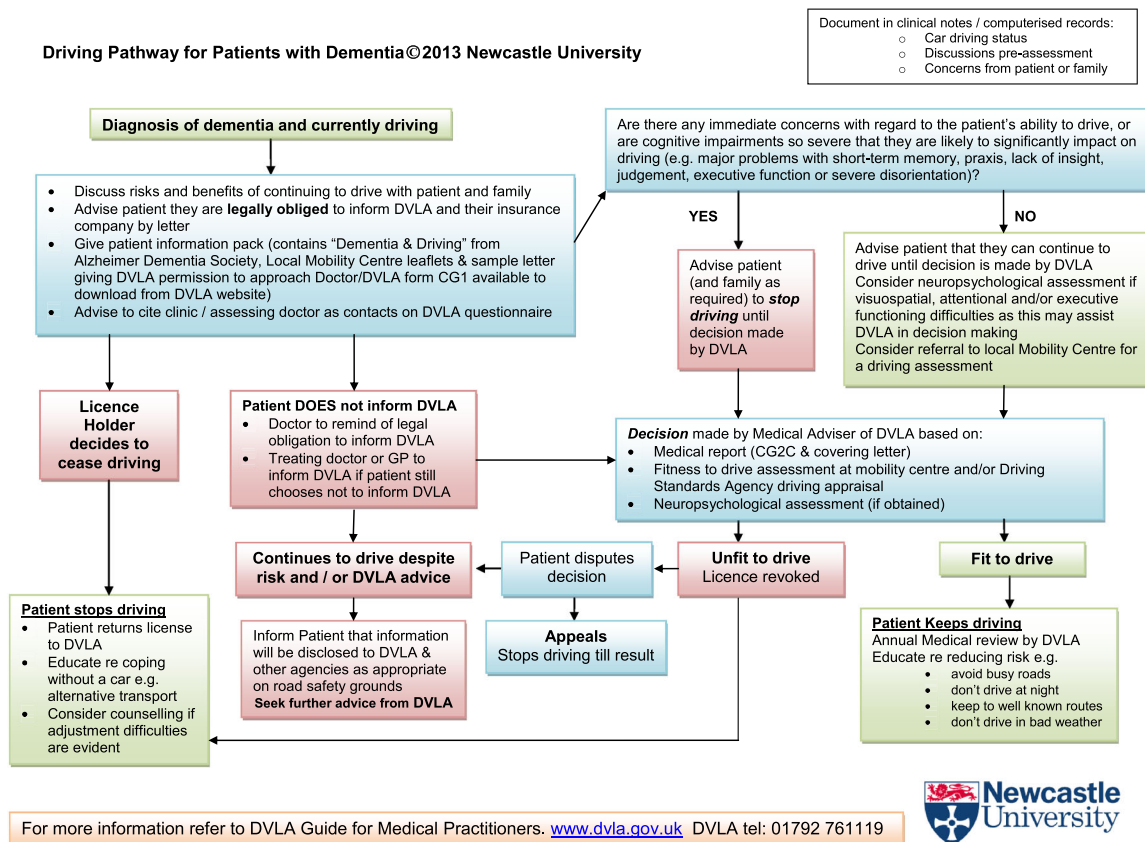 Document in clinical notes / computerised records:
○ Car driving status
○ Discussions pre-assessment
○ Concerns from patient or family
Driving Pathway for Patients with Dementia©2013 Newcastle University
Diagnosis of dementia and currently driving
• Discuss risks and benefits of continuing to drive with patient and family
• Advise patient they are legally obliged to inform DVLA and their insurance
company by letter
• Give patient information pack (contains “Dementia & Driving” from
Alzheimer Dementia Society, Local Mobility Centre leaflets & sample letter
giving DVLA permission to approach Doctor/DVLA form CG1 available to
download from DVLA website)
• Advise to cite clinic / assessing doctor as contacts on DVLA questionnaire
Are there any immediate concerns with regard to the patient’s ability to drive, or
are cognitive impairments so severe that they are likely to significantly impact on
driving (e.g. major problems with short-term memory, praxis, lack of insight,
judgement, executive function or severe disorientation)?
YES
NO
Advise patient
(and family as
required) to stop
driving until
decision made
by DVLA
Advise patient that they can continue to
drive until decision is made by DVLA
Consider neuropsychological assessment if
visuospatial, attentional and/or executive
functioning difficulties as this may assist
DVLA in decision making
Consider referral to local Mobility Centre for
a driving assessment
Licence
Holder
decides to
cease driving
Patient DOES not inform DVLA
• Doctor to remind of legal
obligation to inform DVLA
• Treating doctor or GP to
inform DVLA if patient still
chooses not to inform DVLA
Decision made by Medical Adviser of DVLA based on:
• Medical report (CG2C & covering letter)
• Fitness to drive assessment at mobility centre and/or Driving
Standards Agency driving appraisal
• Neuropsychological assessment (if obtained)
Continues to drive despite
risk and / or DVLA advice
Patient disputes
decision
Unfit to drive
Licence revoked
Fit to drive
Patient stops driving
• Patient returns license
to DVLA
• Educate re coping
without a car e.g.
alternative transport
• Consider counselling if
adjustment difficulties
are evident
Inform Patient that information
will be disclosed to DVLA &
other agencies as appropriate
on road safety grounds
Seek further advice from DVLA
Appeals
Stops driving till result
Patient Keeps driving
Annual Medical review by DVLA
Educate re reducing risk e.g.
• avoid busy roads
• don’t drive at night
• keep to well known routes
• don’t drive in bad weather
For more information refer to DVLA Guide for Medical Practitioners. www.dvla.gov.uk DVLA tel: 01792 761119
Newcastle
University